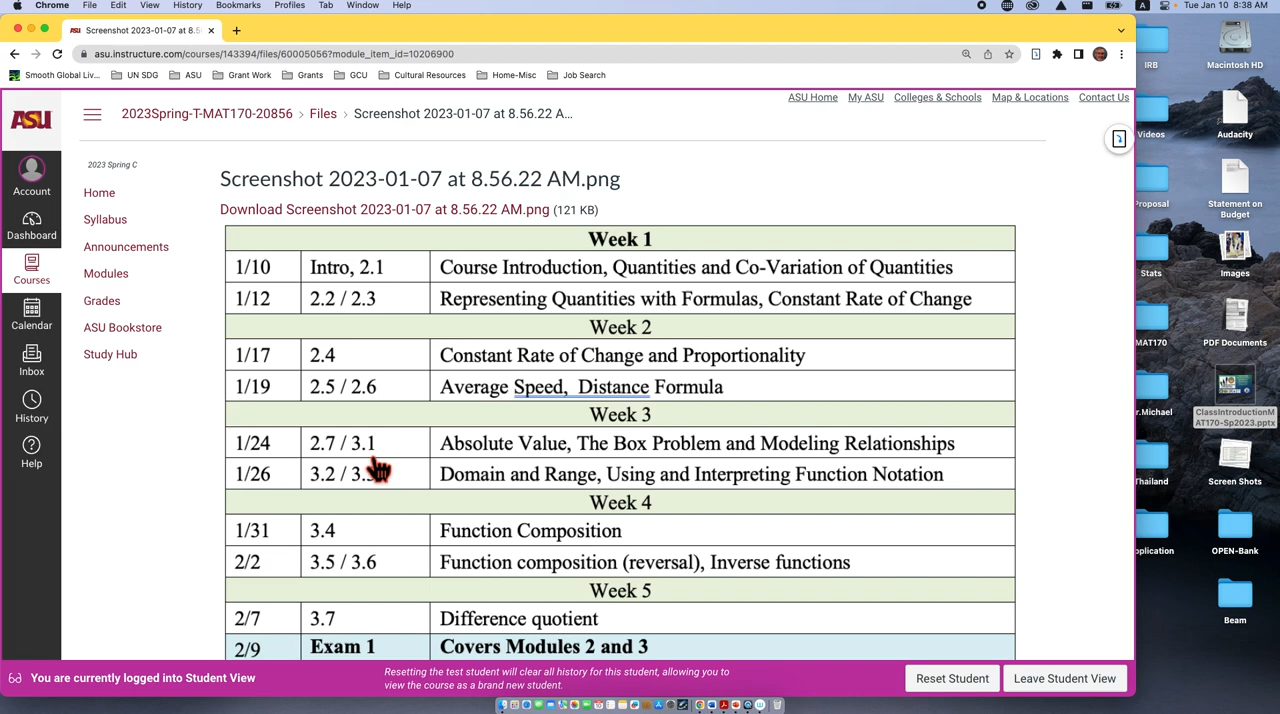 Chrome File Edit View History Bookmarks Profiles Tab Window Help A Tue Jan 10 8:38 AM
ASU Screenshot 2023-01-07 at 8.5
asu.instructure.com/courses/143394/files/60005056?module_item_id=10206900
Smooth Global Liv... UN SDG ASU Grant Work Grants GCU Cultural Resources Home-Misc Job Search
ASU Home My ASU Colleges & Schools Map & Locations Contact Us
ASU
2023Spring-T-MAT170-20856 > Files > Screenshot 2023-01-07 at 8.56.22 A...
2023 Spring C
Account
Dashboard
Courses
Calendar
Inbox
History
Help
Home
Syllabus
Announcements
Modules
Grades
ASU Bookstore
Study Hub
Screenshot 2023-01-07 at 8.56.22 AM.png
Download Screenshot 2023-01-07 at 8.56.22 AM.png (121 KB)
Week 1
1/10 Intro, 2.1 Course Introduction, Quantities and Co-Variation of Quantities
1/12 2.2 / 2.3 Representing Quantities with Formulas, Constant Rate of Change
Week 2
1/17 2.4 Constant Rate of Change and Proportionality
1/19 2.5 / 2.6 Average Speed, Distance Formula
Week 3
1/24 2.7 / 3.1 Absolute Value, The Box Problem and Modeling Relationships
1/26 3.2 / Domain and Range, Using and Interpreting Function Notation
Week 4
1/31 3.4 Function Composition
2/2 3.5 / 3.6 Function composition (reversal), Inverse functions
Week 5
2/7 3.7 Difference quotient
2/9 Exam 1 Covers Modules 2 and 3
You are currently logged into Student View
Resetting the test student will clear all history for this student, allowing you to
view the course as a brand new student.
Reset Student
Leave Student View
IRB
Macintosh HD
Videos
Audacity
Proposal
Statement on
Budget
Stats
Images
MAT170
PDF Documents
r.Michael
ClassIntroductionM
AT170-Sp2023.pptx
Thailand
Screen Shots
pplication
OPEN-Bank
Beam